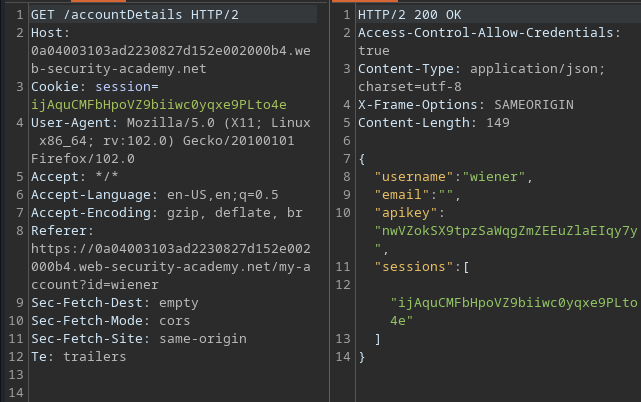 1 GET /accountDetails HTTP/2
2 Host:
0a04003103ad2230827d152e002000b4.we
b-security-academy.net
3 Cookie: session=
ijAquCMFbHpoVZ9biiwc0yqxe9PLto4e
4 User-Agent: Mozilla/5.0 (X11; Linux
x86_64; rv:102.0) Gecko/20100101
Firefox/102.0
5 Accept: */*
6 Accept-Language: en-US,en;q=0.5
7 Accept-Encoding: gzip, deflate, br
8 Referer:
https://0a04003103ad2230827d152e002
000b4.web-security-academy.net/my-a
ccount?id=wiener
9 Sec-Fetch-Dest: empty
10 Sec-Fetch-Mode: cors
11 Sec-Fetch-Site: same-origin
12 Te: trailers
13
14
1 HTTP/2 200 OK
2 Access-Control-Allow-Credentials:
true
3 Content-Type: application/json;
charset=utf-8
4 X-Frame-Options: SAMEORIGIN
5 Content-Length: 149
6
7 {
8 "username":"wiener",
9 "email":"",
10 "apikey":
"nwVZokSX9tpzSaWqgZmZEEuZlaEIqy7y
",
11 "sessions":[
12
"ijAquCMFbHpoVZ9biiwc0yqxe9PLto
4e"
13 ]
14 }